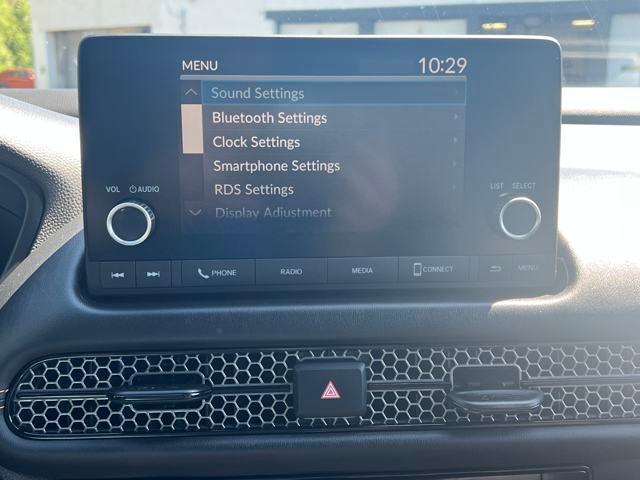 MENU 10:29
Sound Settings
Bluetooth Settings
Clock Settings
Smartphone Settings
RDS Settings
Display Adjustment
VOL AUDIO LIST SELECT
PHONE RADIO MEDIA CONNECT MENU